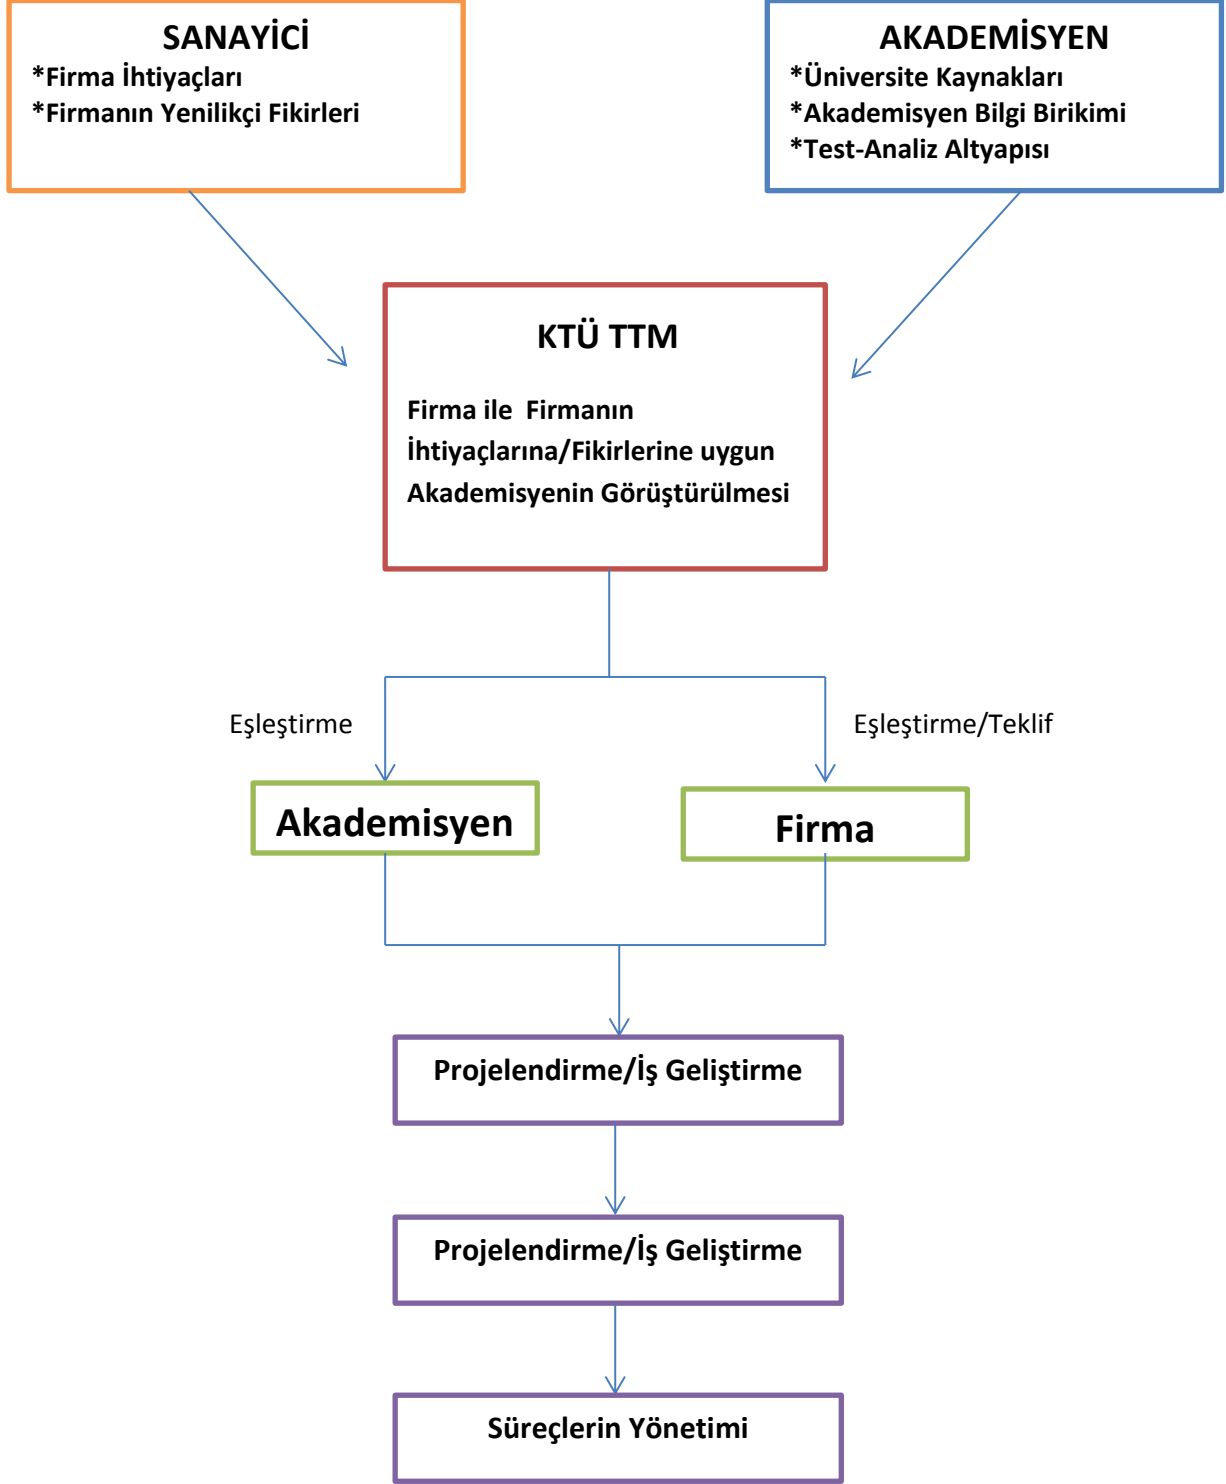 SANAYİCİ
*Firma İhtiyaçları
*Firmanın Yenilikçi Fikirleri
AKADEMİSYEN
*Üniversite Kaynakları
*Akademisyen Bilgi Birikimi
*Test-Analiz Altyapısı
KTÜ TTM
Firma ile  Firmanın
İhtiyaçlarına/Fikirlerine uygun
Akademisyenin Görüştürülmesi
Eşleştirme
Eşleştirme/Teklif
Akademisyen
Firma
Projelendirme/İş Geliştirme
Projelendirme/İş Geliştirme
Süreçlerin Yönetimi